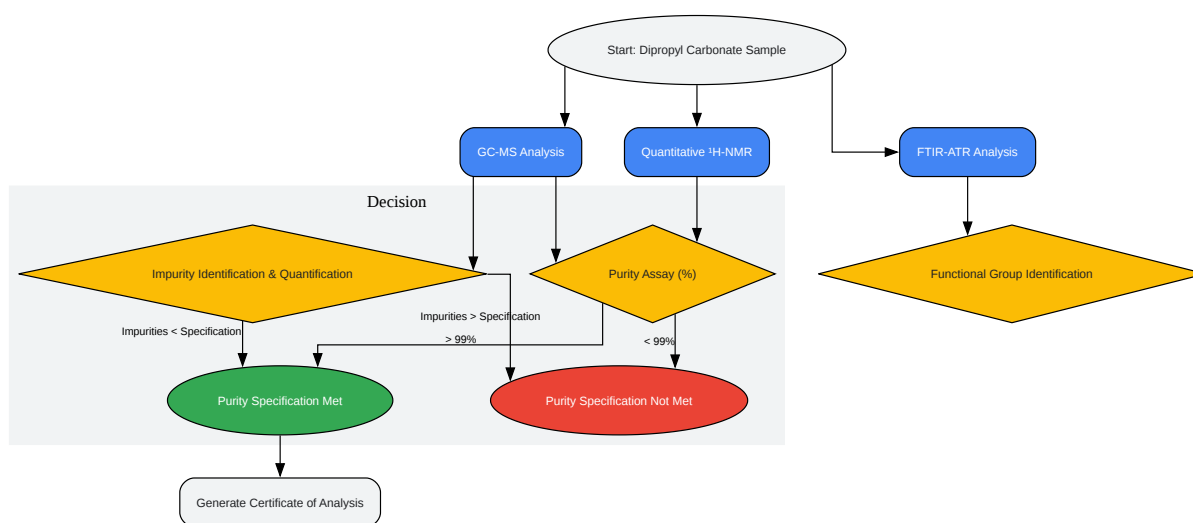 Start: Dipropyl Carbonate Sample
GC-MS Analysis
Quantitative ¹H-NMR
FTIR-ATR Analysis
Decision
Impurity Identification & Quantification
Purity Assay (%)
Functional Group Identification
Impurities < Specification
Impurities > Specification
> 99%
< 99%
Purity Specification Met
Purity Specification Not Met
Generate Certificate of Analysis